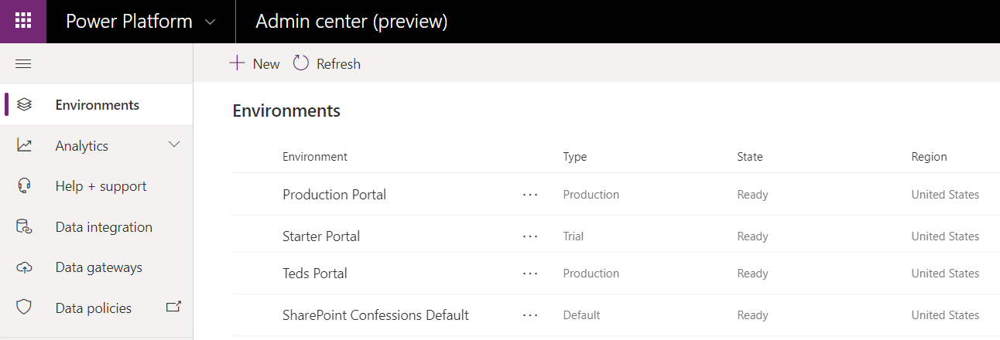 Power Platform
Admin center (preview)
New Refresh
Environments
Analytics
Help + support
Data integration
Data gateways
Data policies
Environments
Environment Type State Region
Production Portal ··· Production Ready United States
Starter Portal ··· Trial Ready United States
Teds Portal ··· Production Ready United States
SharePoint Confessions Default ··· Default Ready United States